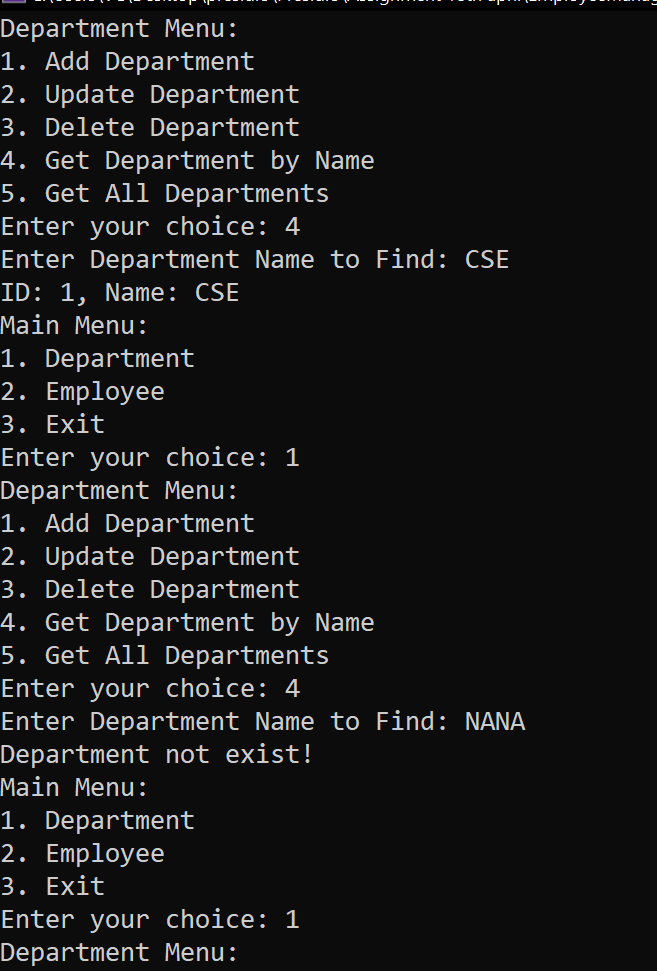 Department Menu:
1. Add Department
2. Update Department
3. Delete Department
4. Get Department by Name
5. Get All Departments
Enter your choice: 4
Enter Department Name to Find: CSE
ID: 1, Name: CSE
Main Menu:
1. Department
2. Employee
3. Exit
Enter your choice: 1
Department Menu:
1. Add Department
2. Update Department
3. Delete Department
4. Get Department by Name
5. Get All Departments
Enter your choice: 4
Enter Department Name to Find: NANA
Department not exist!
Main Menu:
1. Department
2. Employee
3. Exit
Enter your choice: 1
Department Menu: